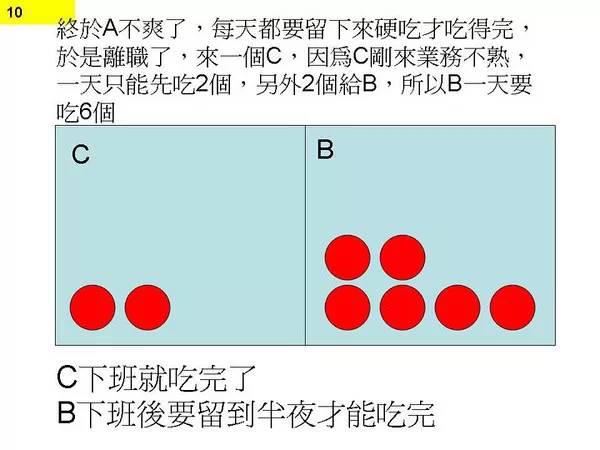 10
終於A不爽了，每天都要留下來硬吃才吃得完，
於是離職了，來一個C，因爲C剛來業務不熟，
一天只能先吃2個，另外2個給B，所以B一天要
吃6個
C
B
C下班就吃完了
B下班後要留到半夜才能吃完